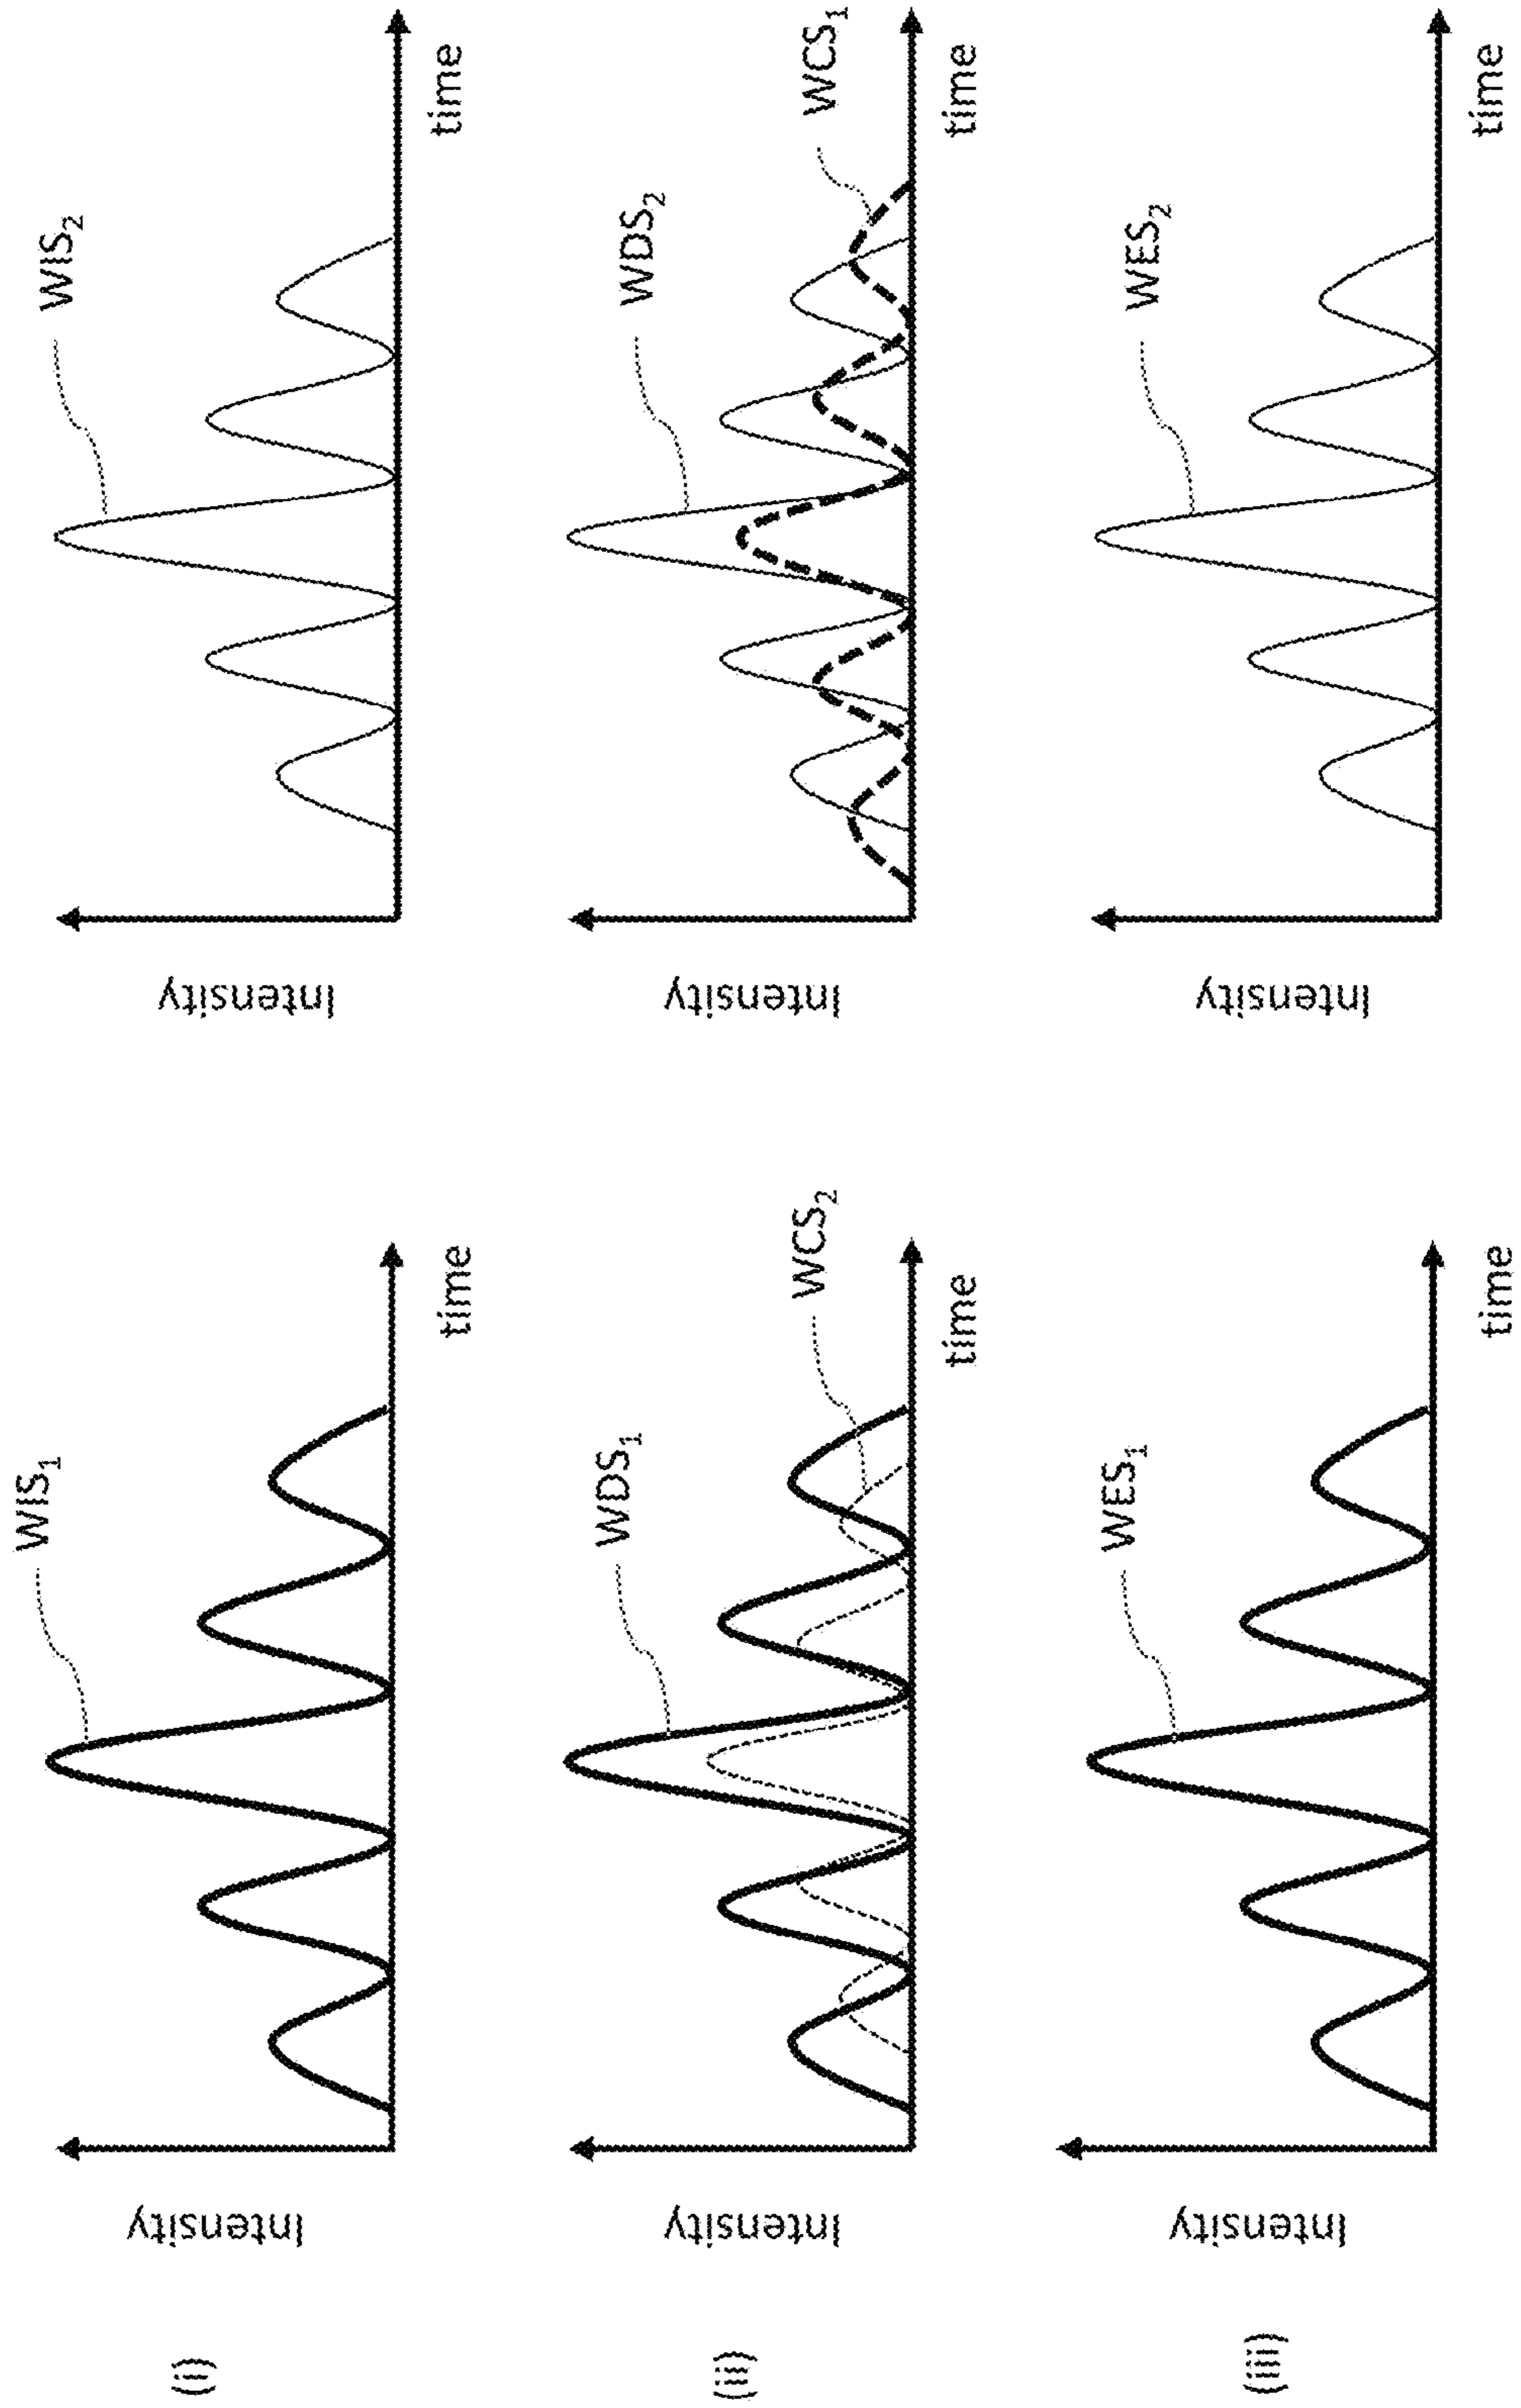 (i)
Intensity
WIS1
time
Intensity
WIS2
time
(ii)
Intensity
WDS1
WCS2
time
Intensity
WDS2
WCS1
time
(iii)
Intensity
WES1
time
Intensity
WES2
time